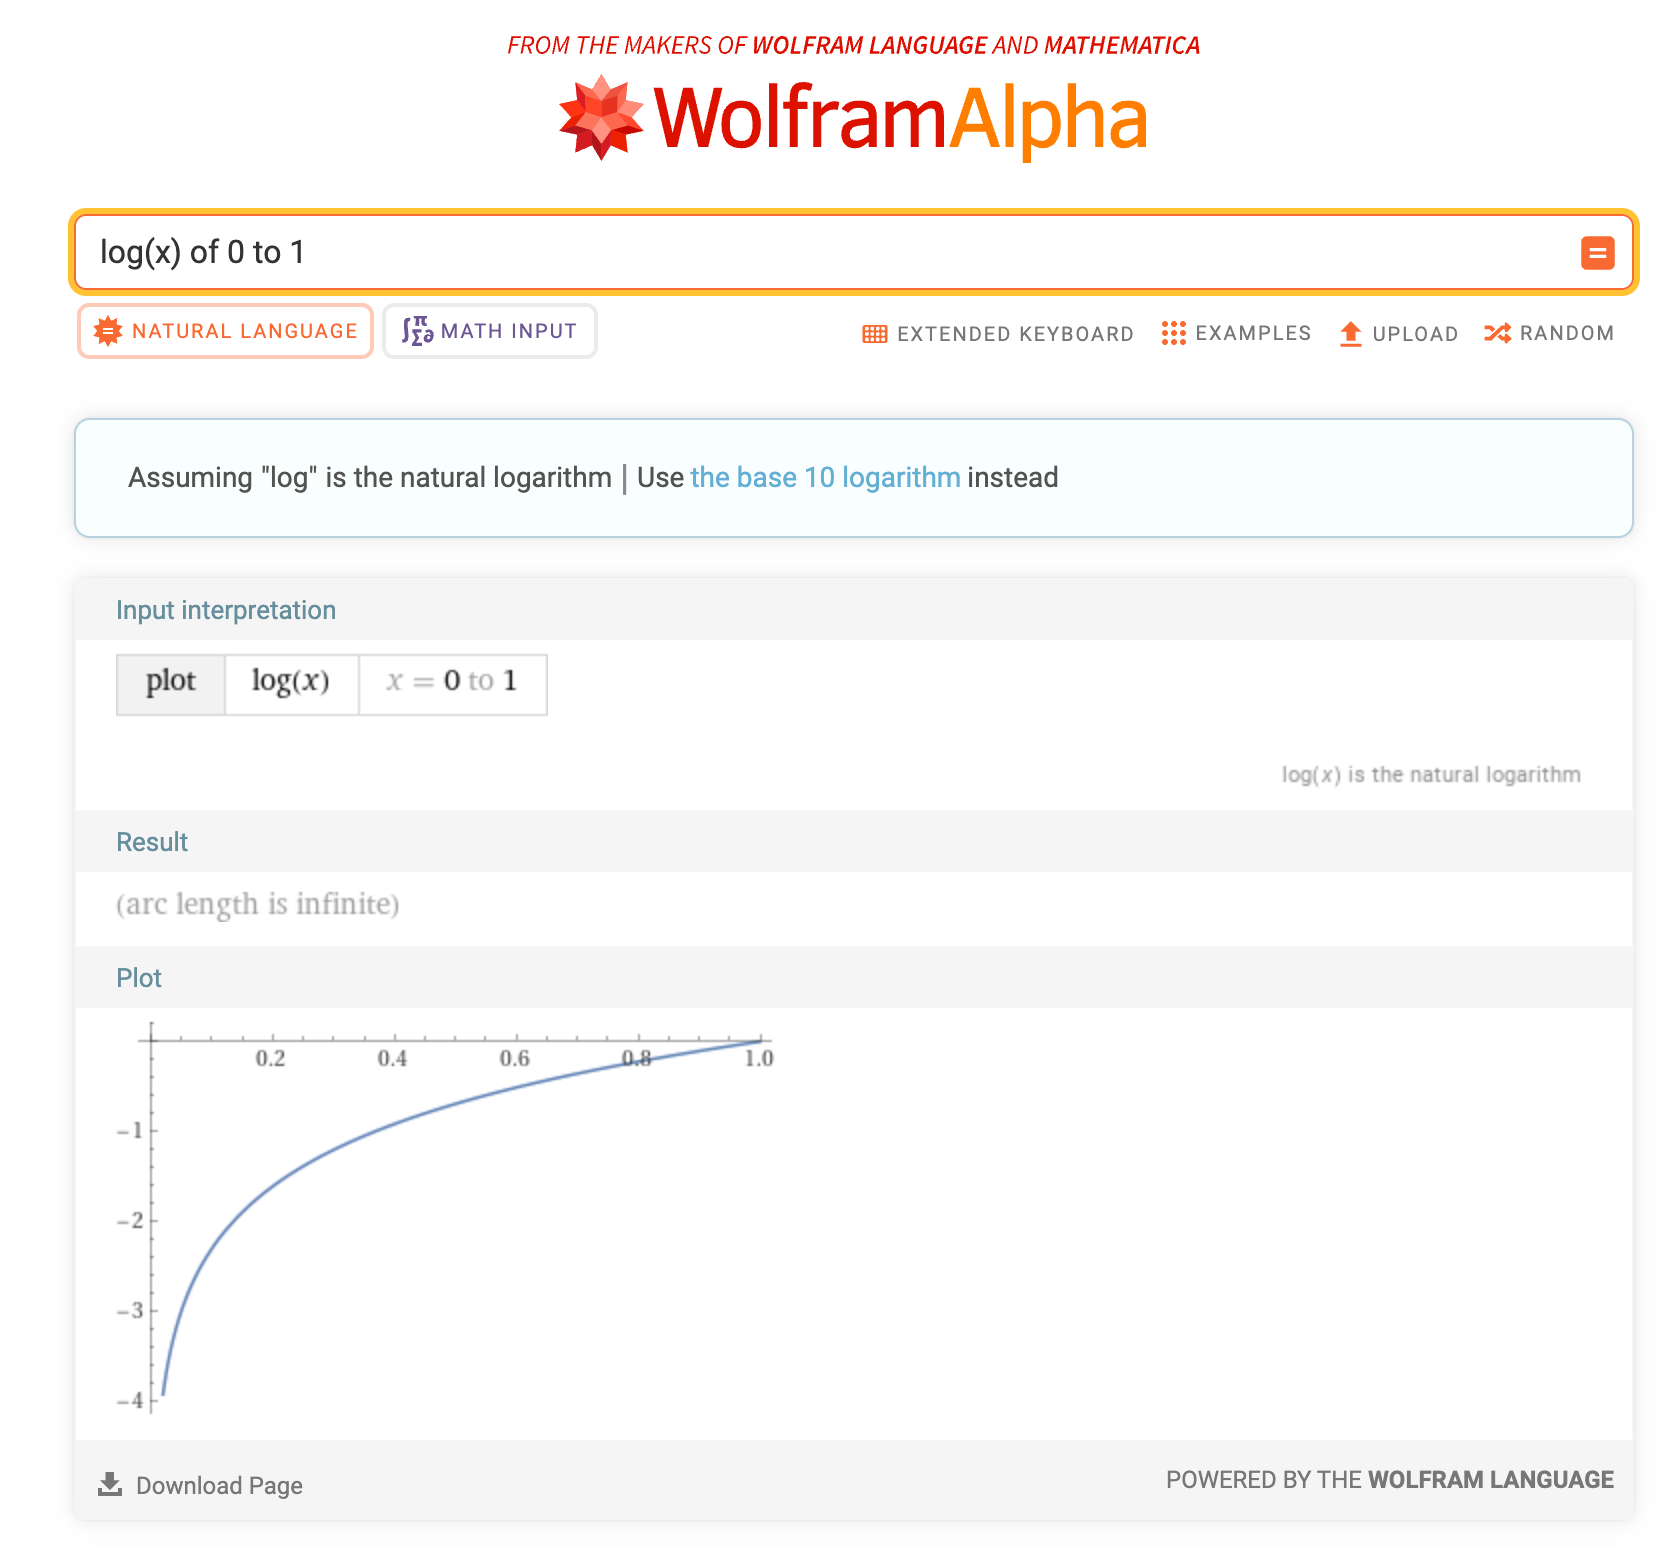 FROM THE MAKERS OF WOLFRAM LANGUAGE AND MATHEMATICA
WolframAlpha
log(x) of 0 to 1
=
NATURAL LANGUAGE
MATH INPUT
EXTENDED KEYBOARD
EXAMPLES
UPLOAD
RANDOM
Assuming "log" is the natural logarithm | Use the base 10 logarithm instead
Input interpretation
plot log(x) x = 0 to 1
log(x) is the natural logarithm
Result
(arc length is infinite)
Plot
0.2 0.4 0.6 0.8 1.0
−1
−2
−3
−4
Download Page
POWERED BY THE WOLFRAM LANGUAGE